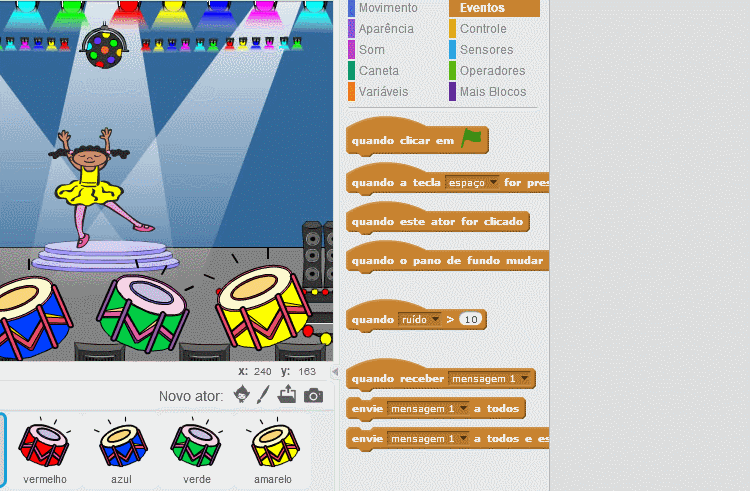 Movimento Eventos
Aparência Controle
Som Sensores
Caneta Operadores
Variáveis Mais Blocos
quando clicar em
quando a tecla espaço for pres
quando este ator for clicado
quando o pano de fundo mudar
quando ruído > 10
quando receber mensagem 1
envie mensagem 1 a todos
envie mensagem 1 a todos e es
x: 240 y: 163
Novo ator:
vermelho azul verde amarelo